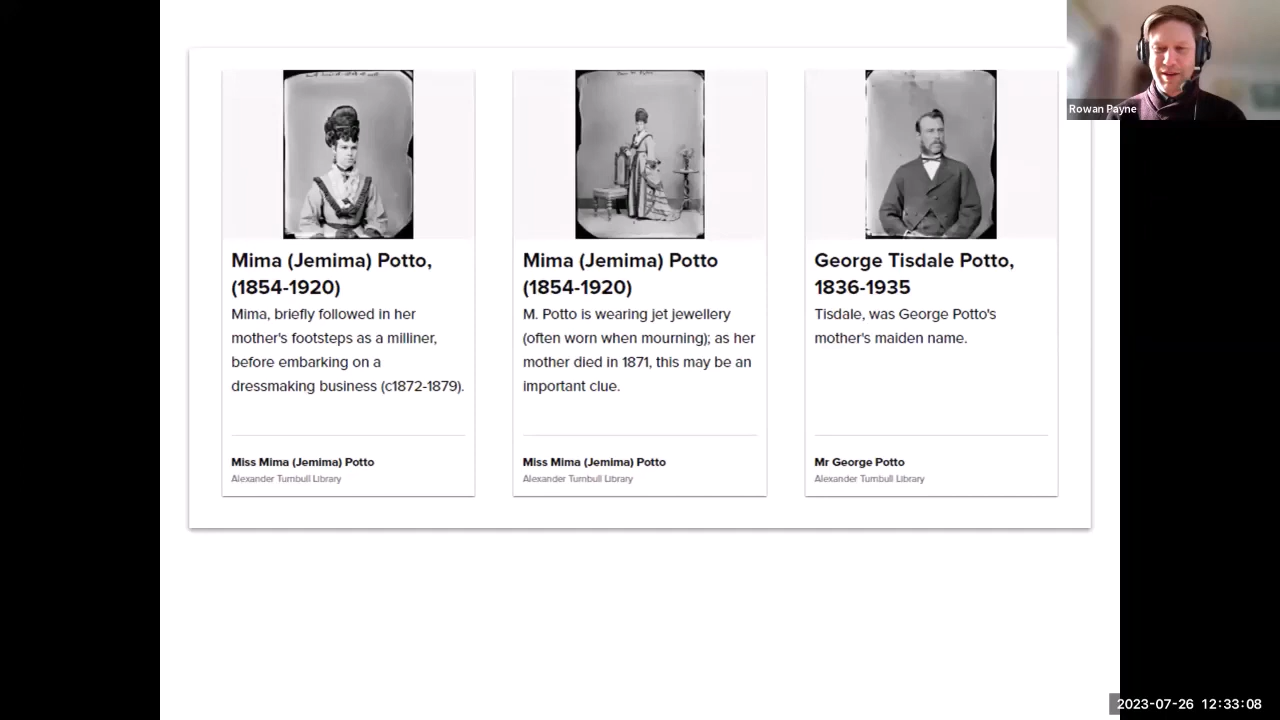 Mima (Jemima) Potto,
(1854-1920)
Mima, briefly followed in her
mother's footsteps as a milliner,
before embarking on a
dressmaking business (c1872-1879).
Miss Mima (Jemima) Potto
Alexander Turnbull Library
Mima (Jemima) Potto
(1854-1920)
M. Potto is wearing jet jewellery
(often worn when mourning); as her
mother died in 1871, this may be an
important clue.
Miss Mima (Jemima) Potto
Alexander Turnbull Library
George Tisdale Potto,
1836-1935
Tisdale, was George Potto's
mother's maiden name.
Mr George Potto
Alexander Turnbull Library
Rowan Payne
2023-07-26 12:33:08